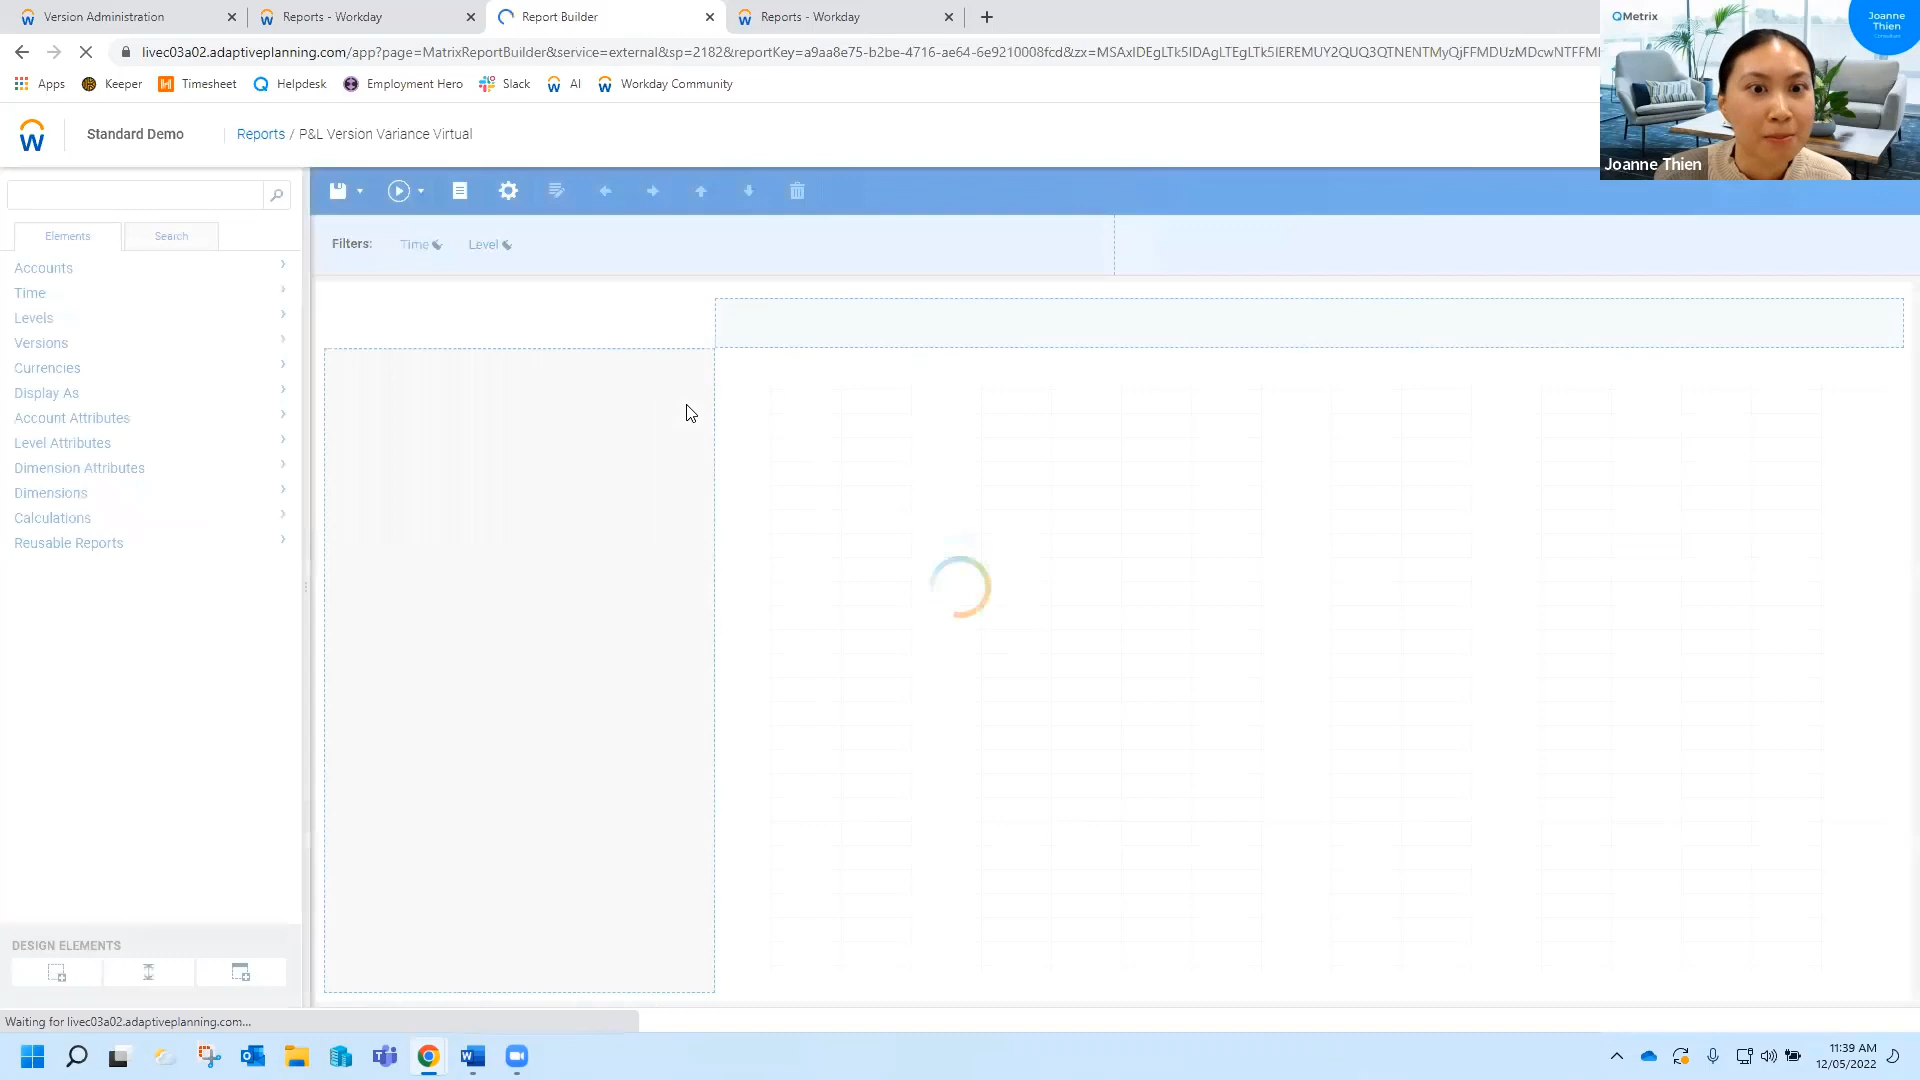 Version Administration
Reports - Workday
Report Builder
Reports - Workday
QMetrix
Joanne
Thien
livec03a02.adaptiveplanning.com/app?page=MatrixReportBuilder&service=external&sp=2182&reportKey=a9aa8e75-b2be-4716-ae64-6e9210008fcd&zx=MSAxIDEgLTk5IDAgLTEgLTk5IEREMUY2QUQ3QTNENTMyQjFFMDUzMDcwNTFFM
Apps
Keeper
Timesheet
Helpdesk
Employment Hero
Slack
AI
Workday Community
Standard Demo
Reports / P&L Version Variance Virtual
Joanne Thien
Elements
Search
Filters:
Time
Level
Accounts
Time
Levels
Versions
Currencies
Display As
Account Attributes
Level Attributes
Dimension Attributes
Dimensions
Calculations
Reusable Reports
DESIGN ELEMENTS
Waiting for livec03a02.adaptiveplanning.com...
11:39 AM
12/05/2022